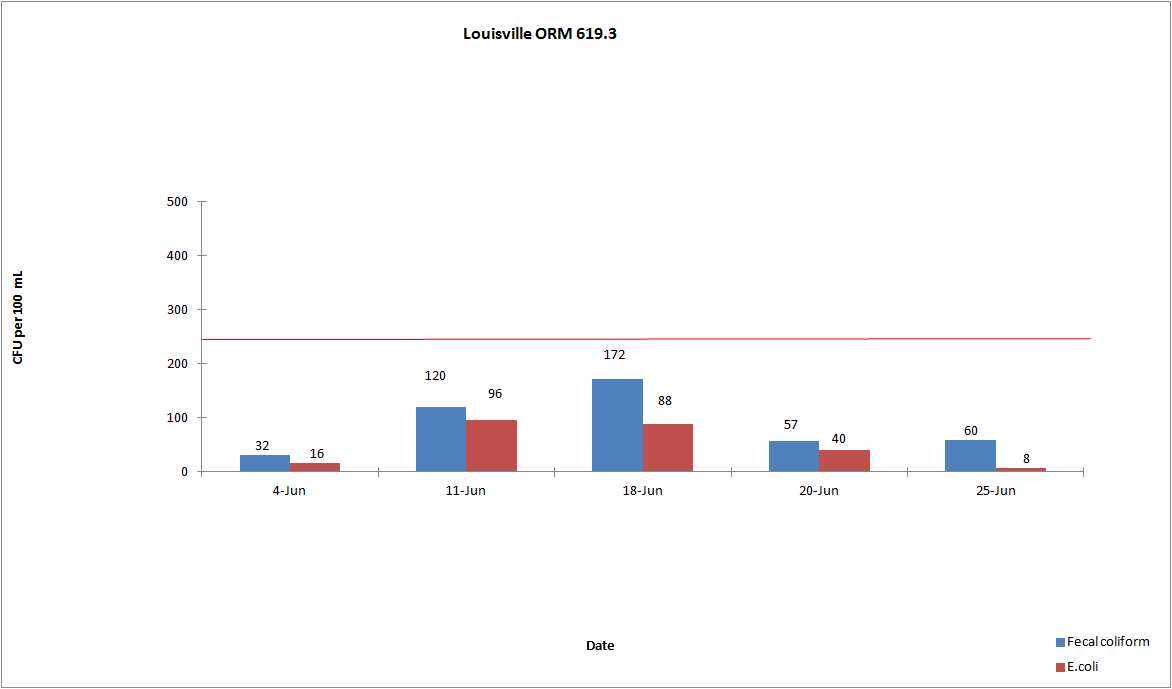 Louisville ORM 619.3
CFU per 100 mL
500
400
300
200
100
0
32
16
120
96
172
88
57
40
60
8
4-Jun
11-Jun
18-Jun
20-Jun
25-Jun
Date
Fecal coliform
E.coli